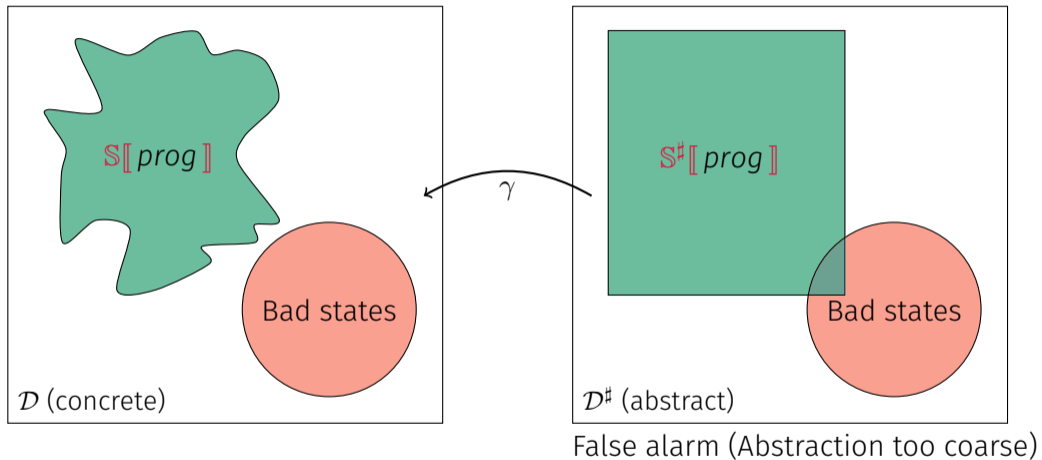 𝕊⟦prog⟧
Bad states
𝒟 (concrete)
γ
𝕊♯⟦prog⟧
Bad states
𝒟♯ (abstract)
False alarm (Abstraction too coarse)